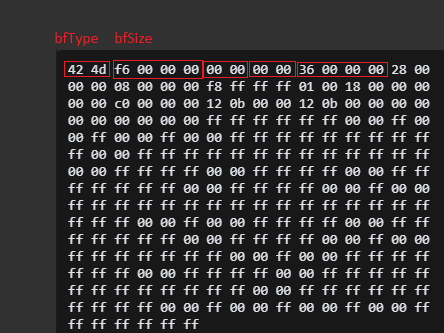 bfType bfSize
42 4d f6 00 00 00 00 00 00 00 36 00 00 00 28 00
00 00 08 00 00 00 f8 ff ff ff 01 00 18 00 00 00
00 00 c0 00 00 00 12 0b 00 00 12 0b 00 00 00 00
00 00 00 00 00 00 ff ff ff ff ff ff 00 00 ff 00
00 ff 00 00 ff 00 00 ff ff ff ff ff ff ff ff ff
ff 00 00 ff ff ff ff ff ff ff ff ff ff ff ff ff
00 00 ff ff ff ff 00 00 ff ff ff ff 00 00 ff ff
ff ff ff ff ff 00 00 ff ff ff ff 00 00 ff 00 00
ff ff ff ff ff ff ff ff ff ff ff ff ff ff ff ff
ff ff ff 00 00 ff 00 00 ff ff ff ff 00 00 ff ff
ff ff ff ff ff 00 00 ff ff ff ff 00 00 ff 00 00
ff ff ff ff ff ff ff 00 00 ff 00 00 ff ff ff ff
ff ff ff 00 00 ff ff ff ff 00 00 ff ff ff ff ff
ff ff ff ff ff ff ff ff 00 00 ff ff ff ff ff ff
ff ff ff ff 00 00 ff 00 00 ff 00 00 ff 00 00 ff
ff ff ff ff ff ff